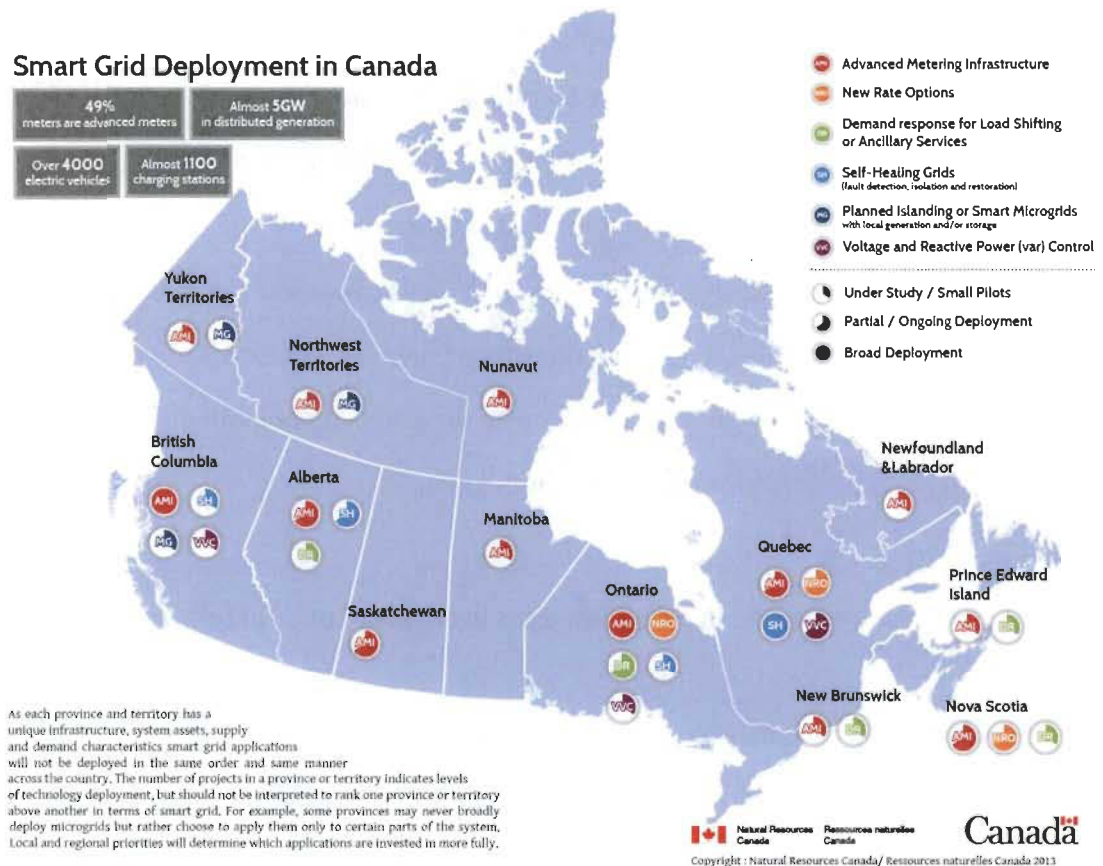 Smart Grid Deployment in Canada
49%
meters are advanced meters
Almost 5GW
in distributed generation
Over 4000
electric vehicles
Almost 1100
charging stations
AMI Advanced Metering Infrastructure
NRO New Rate Options
DR Demand response for Load Shifting
or Ancillary Services
SH Self-Healing Grids
(fault detection, isolation and restoration)
MG Planned Islanding or Smart Microgrids
with local generation and/or storage
VVC Voltage and Reactive Power (var) Control
Under Study / Small Pilots
Partial / Ongoing Deployment
Broad Deployment
Yukon
Territories
AMI MG
Northwest
Territories
AMI MG
Nunavut
AMI
British
Columbia
AMI SH
MG VVC
Alberta
AMI SH
DR
Saskatchewan
AMI
Manitoba
AMI
Ontario
AMI NRO
DR SH
VVC
Quebec
AMI NRO
SH VVC
Newfoundland
&Labrador
AMI
Prince Edward
Island
AMI DR
New Brunswick
AMI DR
Nova Scotia
AMI NRO DR
As each province and territory has a
unique infrastructure, system assets, supply
and demand characteristics smart grid applications
will not be deployed in the same order and same manner
across the country. The number of projects in a province or territory indicates levels
of technology deployment, but should not be interpreted to rank one province or territory
above another in terms of smart grid. For example, some provinces may never broadly
deploy microgrids but rather choose to apply them only to certain parts of the system.
Local and regional priorities will determine which applications are invested in more fully.
Natural Resources Ressources naturelles
Canada Canada
Canada
Copyright : Natural Resources Canada/ Ressources naturelles Canada 2013